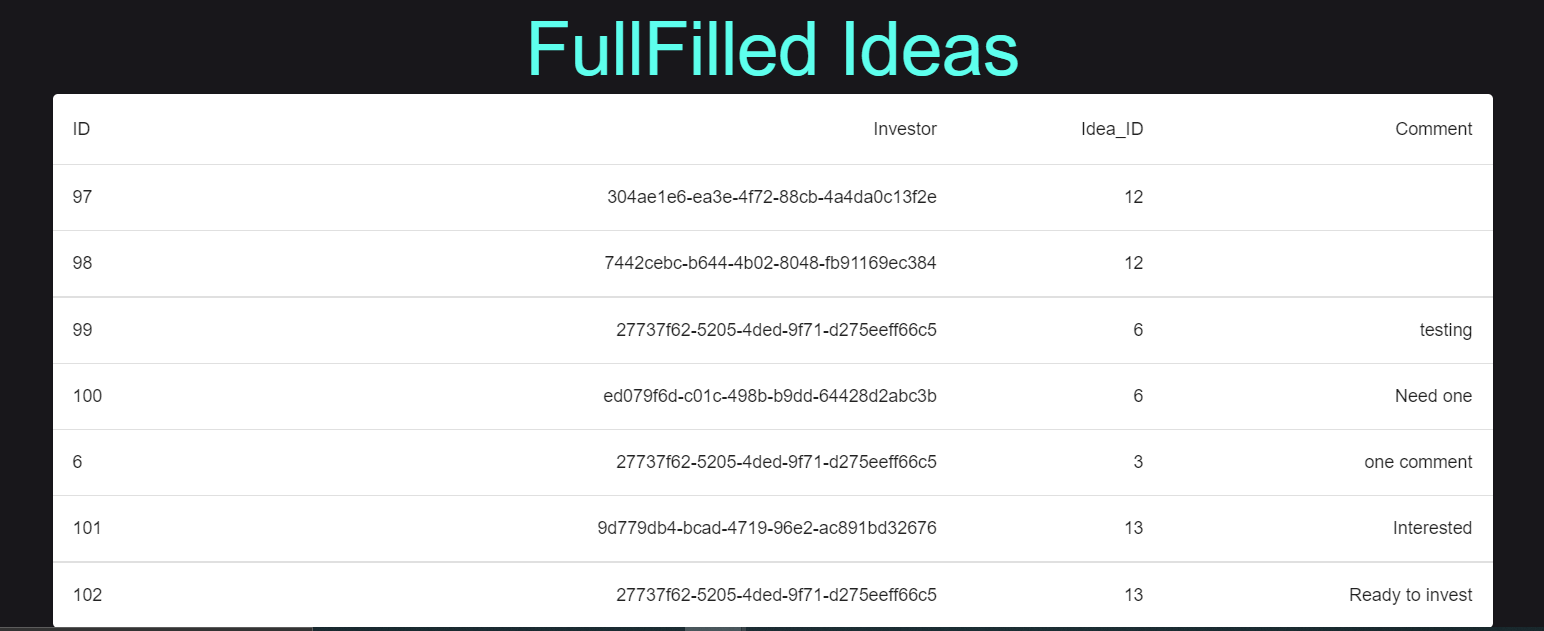 FullFilled Ideas
ID Investor Idea_ID Comment
97 304ae1e6-ea3e-4f72-88cb-4a4da0c13f2e 12
98 7442cebc-b644-4b02-8048-fb91169ec384 12
99 27737f62-5205-4ded-9f71-d275eeff66c5 6 testing
100 ed079f6d-c01c-498b-b9dd-64428d2abc3b 6 Need one
6 27737f62-5205-4ded-9f71-d275eeff66c5 3 one comment
101 9d779db4-bcad-4719-96e2-ac891bd32676 13 Interested
102 27737f62-5205-4ded-9f71-d275eeff66c5 13 Ready to invest